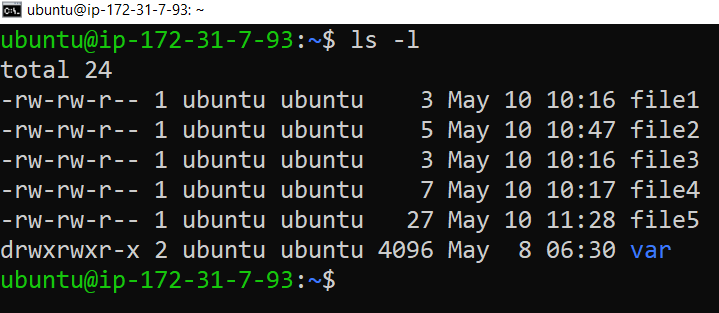 ubuntu@ip-172-31-7-93: ~
ubuntu@ip-172-31-7-93:~$ ls -l
total 24
-rw-rw-r-- 1 ubuntu ubuntu    3 May 10 10:16 file1
-rw-rw-r-- 1 ubuntu ubuntu    5 May 10 10:47 file2
-rw-rw-r-- 1 ubuntu ubuntu    3 May 10 10:16 file3
-rw-rw-r-- 1 ubuntu ubuntu    7 May 10 10:17 file4
-rw-rw-r-- 1 ubuntu ubuntu   27 May 10 11:28 file5
drwxrwxr-x 2 ubuntu ubuntu 4096 May  8 06:30 var
ubuntu@ip-172-31-7-93:~$